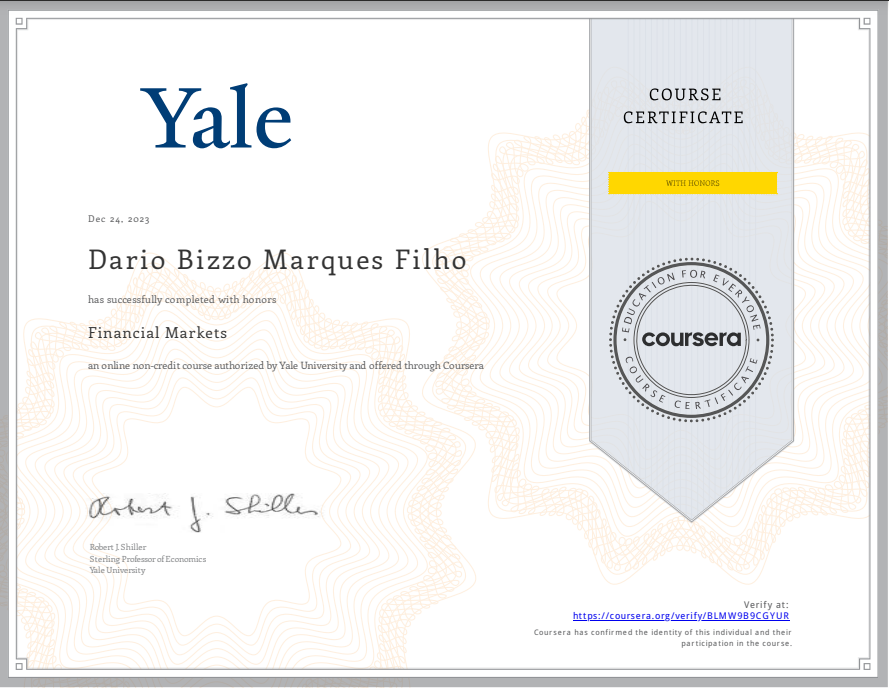 Yale
COURSE
CERTIFICATE
WITH HONORS
Dec 24, 2023
Dario Bizzo Marques Filho
has successfully completed with honors
Financial Markets
an online non-credit course authorized by Yale University and offered through Coursera
EDUCATION FOR EVERYONE
coursera
COURSE CERTIFICATE
Robert J. Shiller
Robert J. Shiller
Sterling Professor of Economics
Yale University
Verify at:
https://coursera.org/verify/BLMW9B9CGYUR
Coursera has confirmed the identity of this individual and their
participation in the course.